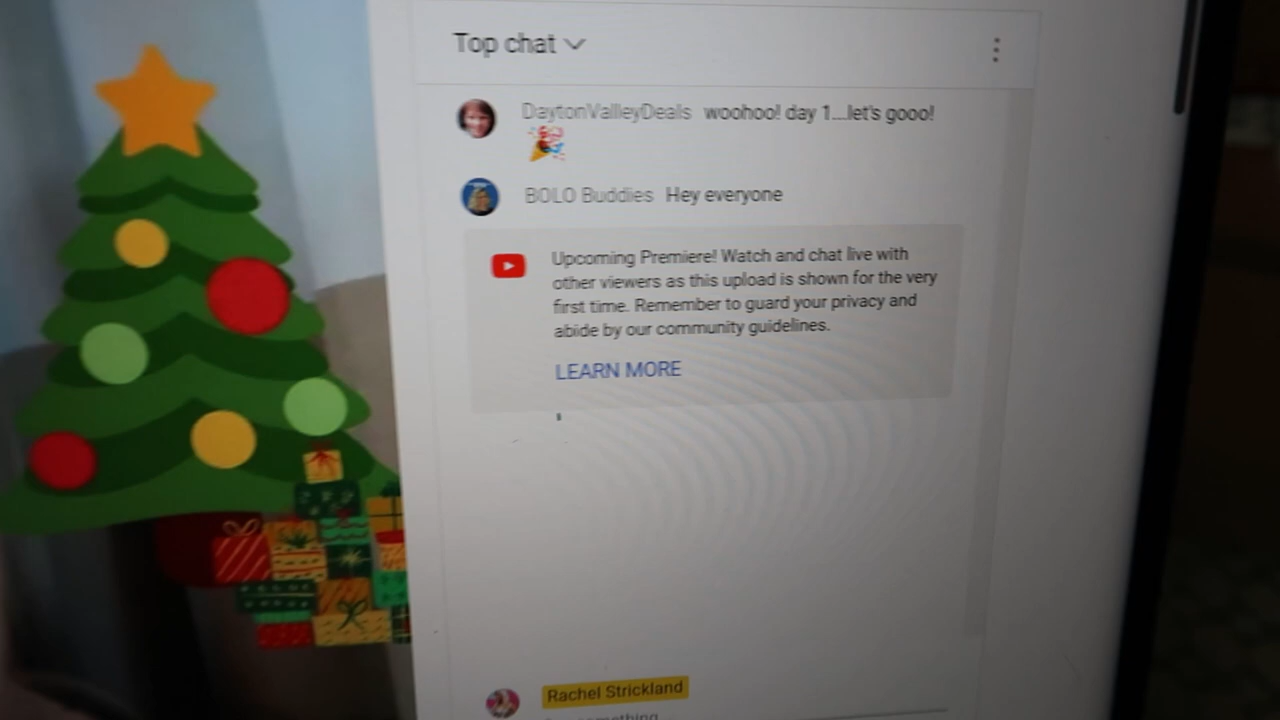 Top chat
DaytonValleyDeals woohoo! day 1...let's gooo!
BOLO Buddies Hey everyone
Upcoming Premiere! Watch and chat live with
other viewers as this upload is shown for the very
first time. Remember to guard your privacy and
abide by our community guidelines.
LEARN MORE
Rachel Strickland
something